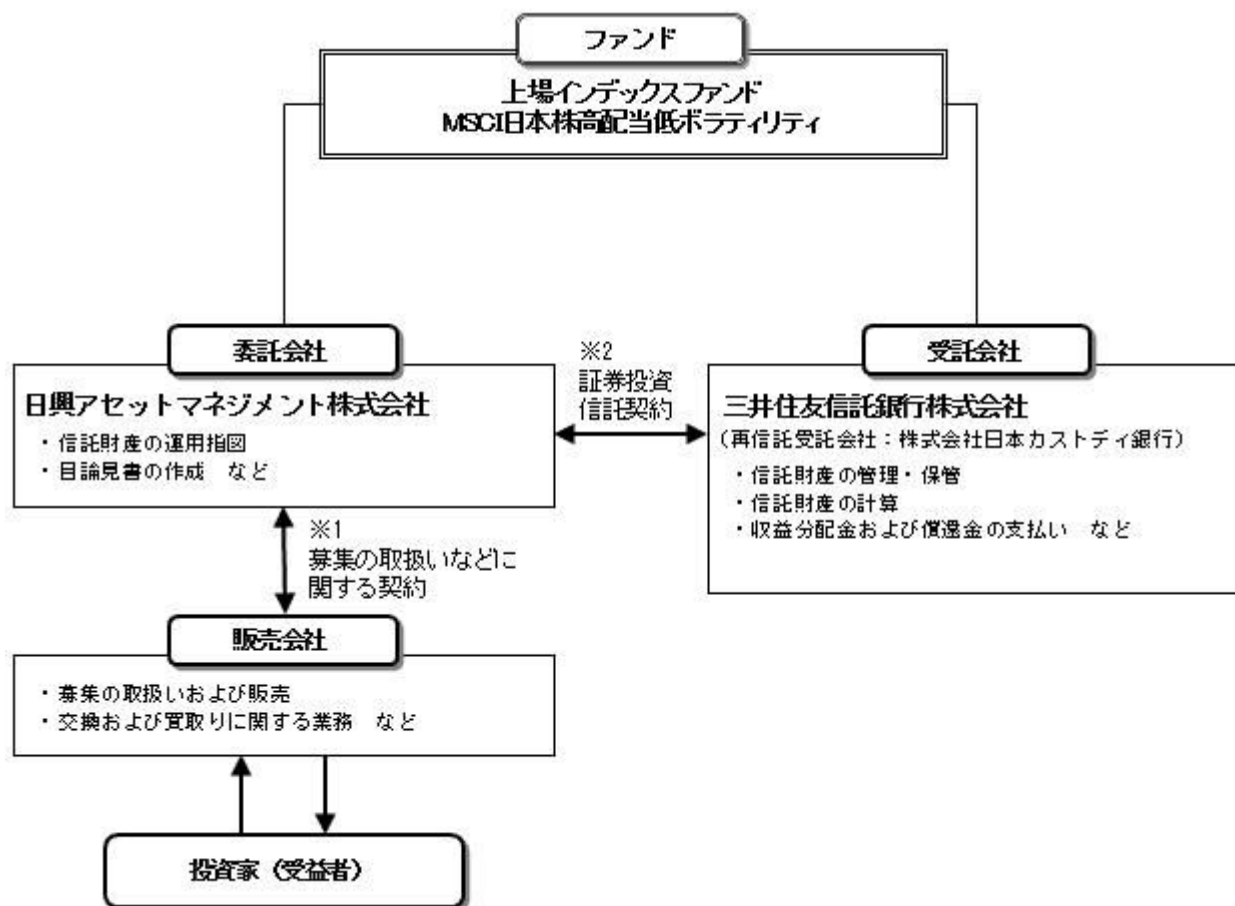 ファンド
上場インデックスファンド
MSCI日本株高配当低ボラティリティ
委託会社
日興アセットマネジメント株式会社
・信託財産の運用指図
・目論見書の作成　など
※2
証券投資
信託契約
受託会社
三井住友信託銀行株式会社
(再信託受託会社：株式会社日本カストディ銀行)
・信託財産の管理・保管
・信託財産の計算
・収益分配金および償還金の支払い　など
※1
募集の取扱いなどに
関する契約
販売会社
・募集の取扱いおよび販売
・交換および買取りに関する業務　など
投資家（受益者）